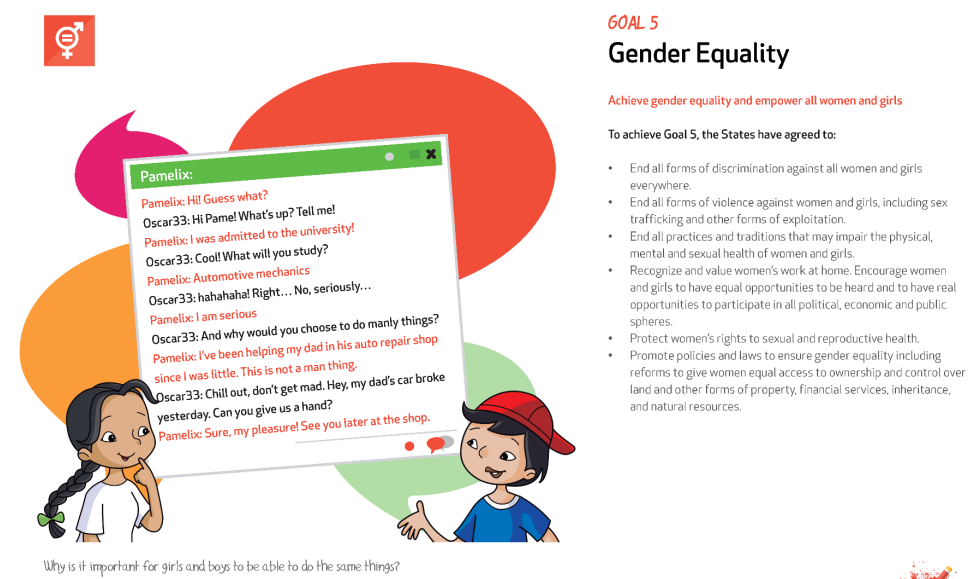 GOAL 5
Gender Equality
Achieve gender equality and empower all women and girls
To achieve Goal 5, the States have agreed to:
• End all forms of discrimination against all women and girls
everywhere.
• End all forms of violence against women and girls, including sex
trafficking and other forms of exploitation.
• End all practices and traditions that may impair the physical,
mental and sexual health of women and girls.
• Recognize and value women's work at home. Encourage women
and girls to have equal opportunities to be heard and to have real
opportunities to participate in all political, economic and public
spheres.
• Protect women's rights to sexual and reproductive health.
• Promote policies and laws to ensure gender equality including
reforms to give women equal access to ownership and control over
land and other forms of property, financial services, inheritance,
and natural resources.
Pamelix:
Pamelix: Hi! Guess what?
Oscar33: Hi Pame! What's up? Tell me!
Pamelix: I was admitted to the university!
Oscar33: Cool! What will you study?
Pamelix: Automotive mechanics
Oscar33: hahahaha! Right... No, seriously...
Pamelix: I am serious
Oscar33: And why would you choose to do manly things?
Pamelix: I've been helping my dad in his auto repair shop
since I was little. This is not a man thing.
Oscar33: Chill out, don't get mad. Hey, my dad's car broke
yesterday. Can you give us a hand?
Pamelix: Sure, my pleasure! See you later at the shop.
Why is it important for girls and boys to be able to do the same things?